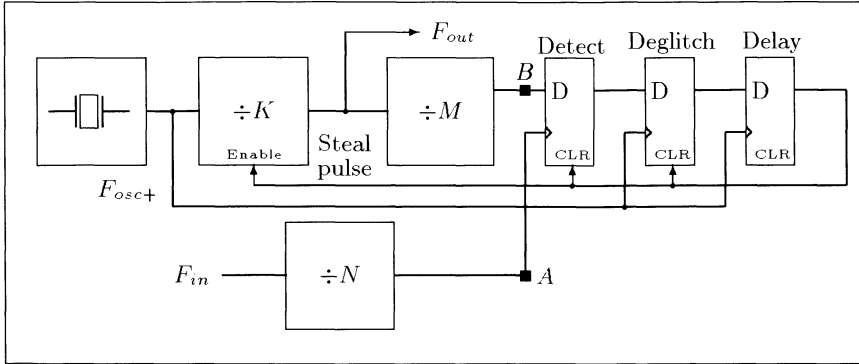 F_out
Detect
Deglitch
Delay
B
÷K
÷M
D
D
D
Enable
Steal
pulse
CLR
CLR
CLR
F_osc+
F_in
÷N
A